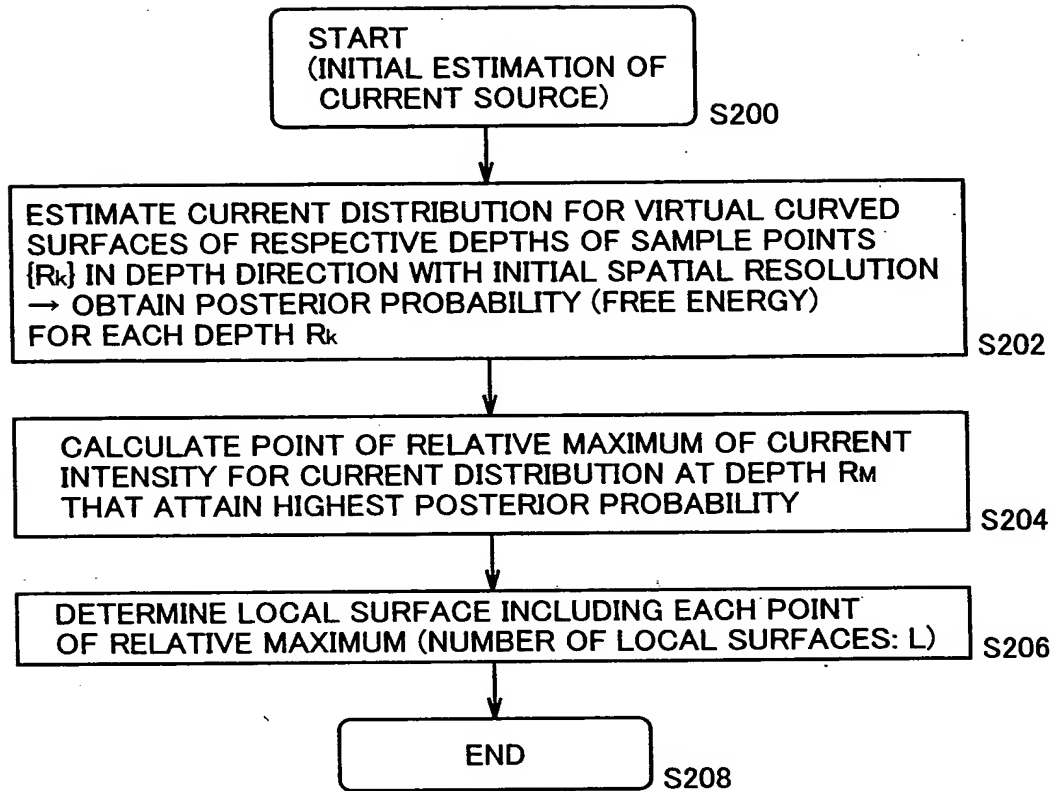 START
(INITIAL ESTIMATION OF
CURRENT SOURCE)
S200
ESTIMATE CURRENT DISTRIBUTION FOR VIRTUAL CURVED
SURFACES OF RESPECTIVE DEPTHS OF SAMPLE POINTS
{Rk} IN DEPTH DIRECTION WITH INITIAL SPATIAL RESOLUTION
→ OBTAIN POSTERIOR PROBABILITY (FREE ENERGY)
FOR EACH DEPTH Rk
S202
CALCULATE POINT OF RELATIVE MAXIMUM OF CURRENT
INTENSITY FOR CURRENT DISTRIBUTION AT DEPTH RM
THAT ATTAIN HIGHEST POSTERIOR PROBABILITY
S204
DETERMINE LOCAL SURFACE INCLUDING EACH POINT
OF RELATIVE MAXIMUM (NUMBER OF LOCAL SURFACES: L)
S206
END
S208